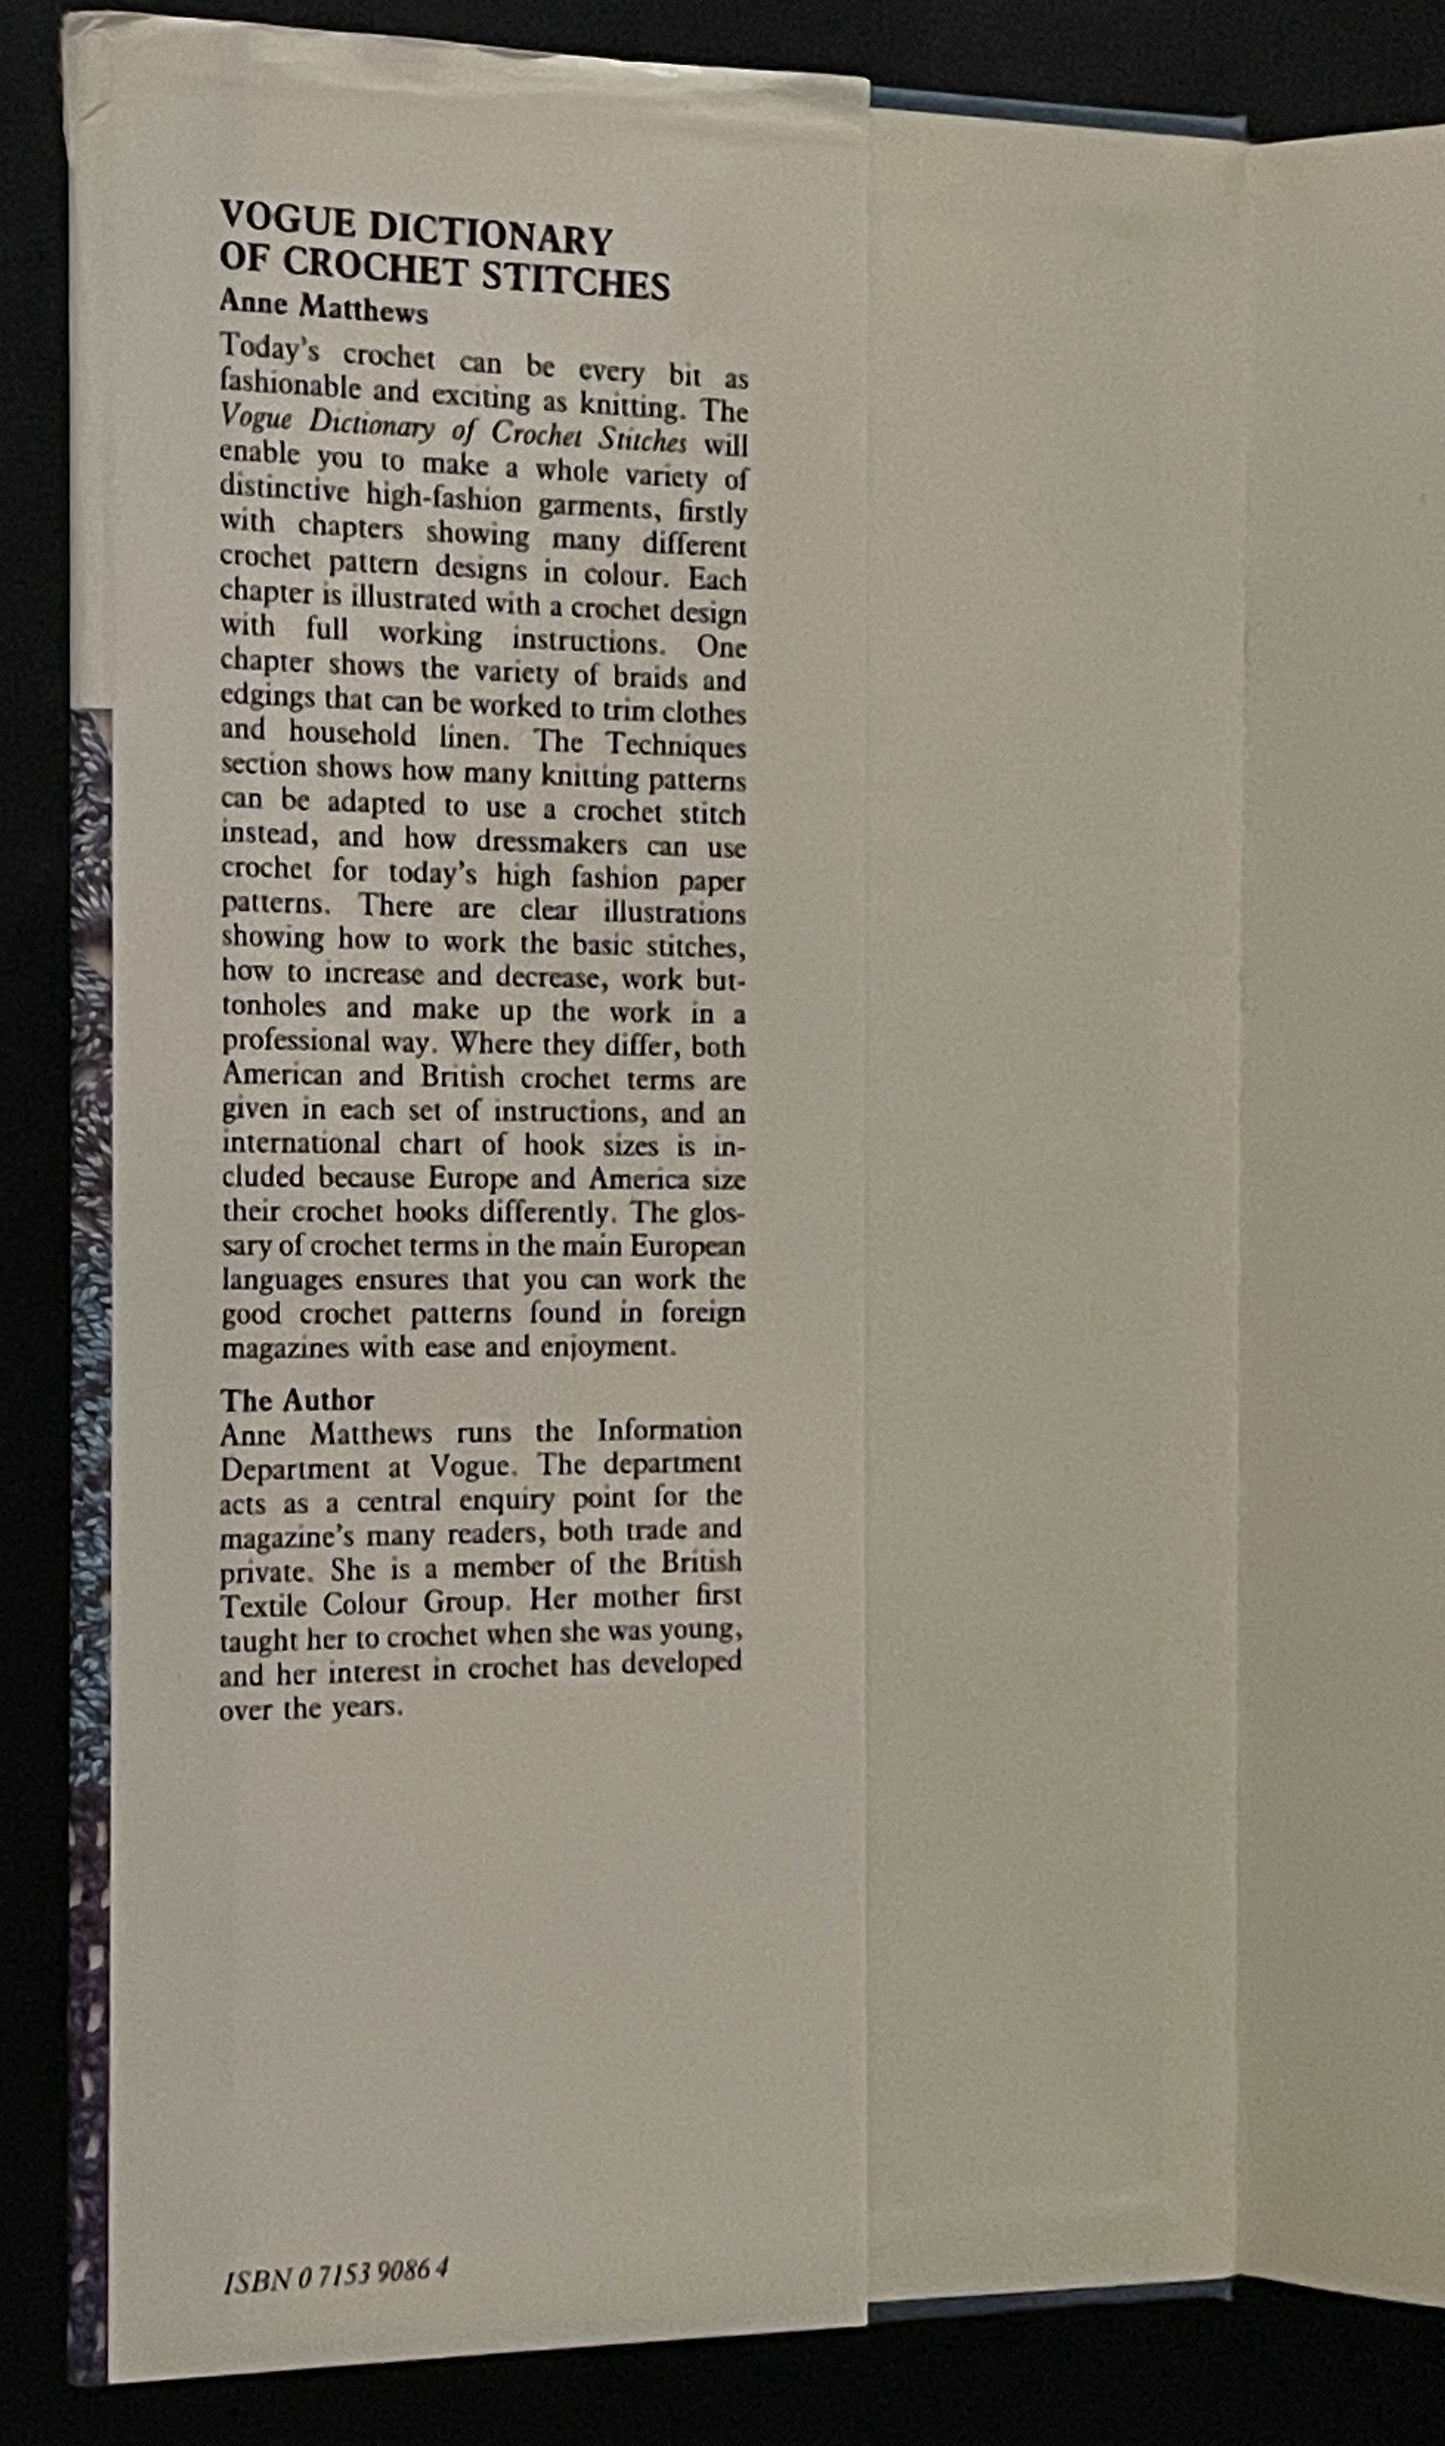 VOGUE DICTIONARY
OF CROCHET STITCHES
Anne Matthews
Today's crochet can be every bit as
fashionable and exciting as knitting. The
Vogue Dictionary of Crochet Stitches will
enable you to make a whole variety of
distinctive high-fashion garments, firstly
with chapters showing many different
crochet pattern designs in colour. Each
chapter is illustrated with a crochet design
with full working instructions. One
chapter shows the variety of braids and
edgings that can be worked to trim clothes
and household linen. The Techniques
section shows how many knitting patterns
can be adapted to use a crochet stitch
instead, and how dressmakers can use
crochet for today's high fashion paper
patterns. There are clear illustrations
showing how to work the basic stitches,
how to increase and decrease, work but-
tonholes and make up the work in a
professional way. Where they differ, both
American and British crochet terms are
given in each set of instructions, and an
international chart of hook sizes is in-
cluded because Europe and America size
their crochet hooks differently. The glos-
sary of crochet terms in the main European
languages ensures that you can work the
good crochet patterns found in foreign
magazines with ease and enjoyment.
The Author
Anne Matthews runs the Information
Department at Vogue. The department
acts as a central enquiry point for the
magazine's many readers, both trade and
private. She is a member of the British
Textile Colour Group. Her mother first
taught her to crochet when she was young,
and her interest in crochet has developed
over the years.
ISBN 0 7153 9086 4